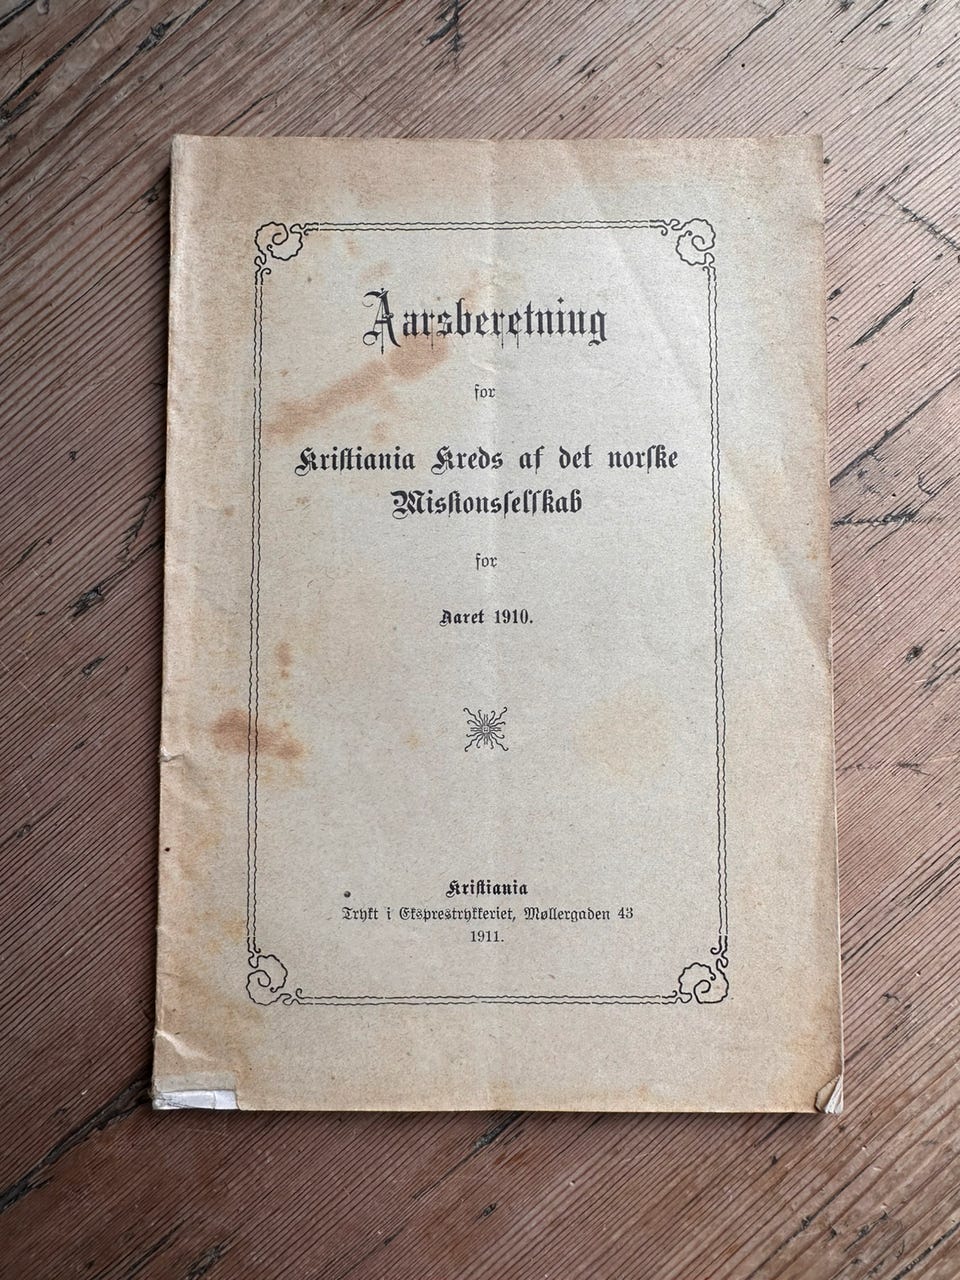 Aarsberetning
for
Kristiania Kreds af det norske
Missionsselskab
for
Aaret 1910.
Kristiania
Trykt i Eksprestrykkeriet, Møllergaden 43
1911.